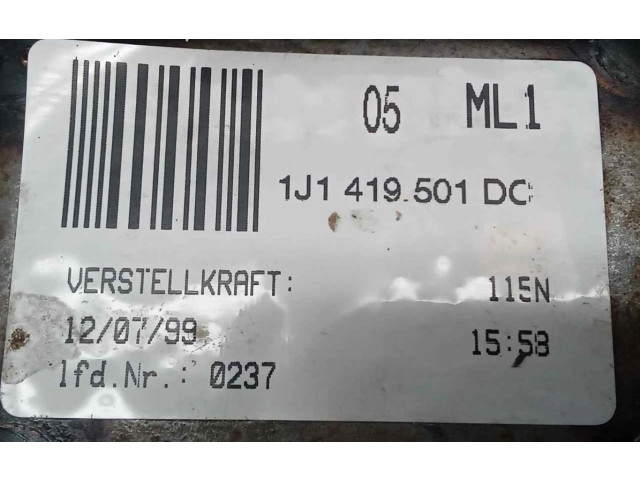 05 ML1
1J1 419 501 DC
VERSTELLKRAFT: 115N
12/07/99 15:58
lfd.Nr.: 0237